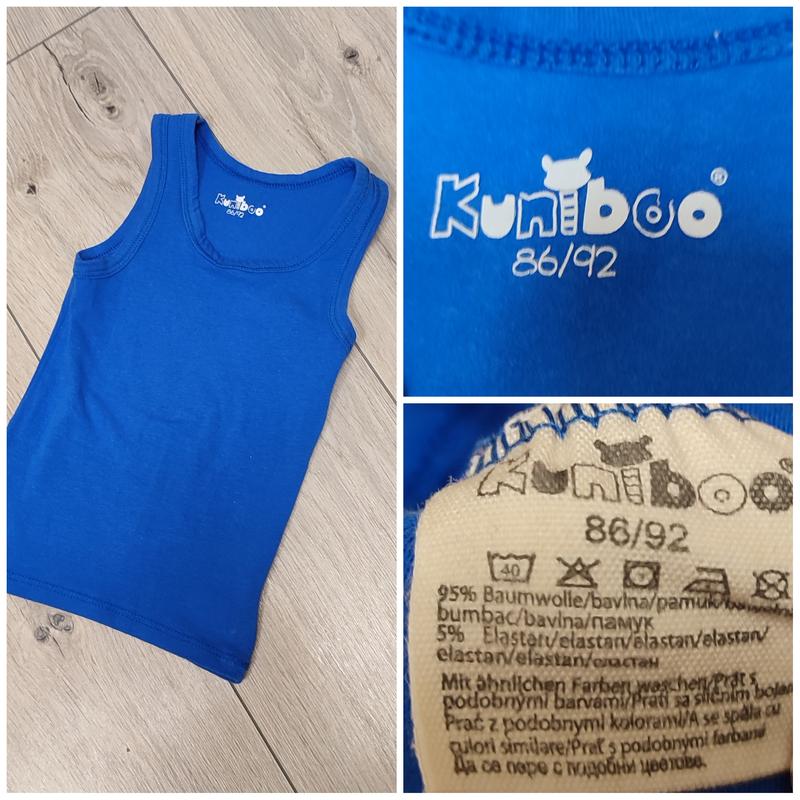 Kuniboo
86/92
Kuniboo®
86/92
Kuniboo
86/92
40
95% Baumwolle/bavlna/pamuk/
bumbac/bavlna/памук
5% Elastan/elastan/elastan/elastan/
elastan/elastan/еластан
Mit ähnlichen Farben waschen/Prát s
podobnými barvami/Prati sa sličnim bojam
Prać z podobnymi kolorami/A se spăla cu
culori similare/Prať s podobnými farbami
Да се пере с подобни цветове.